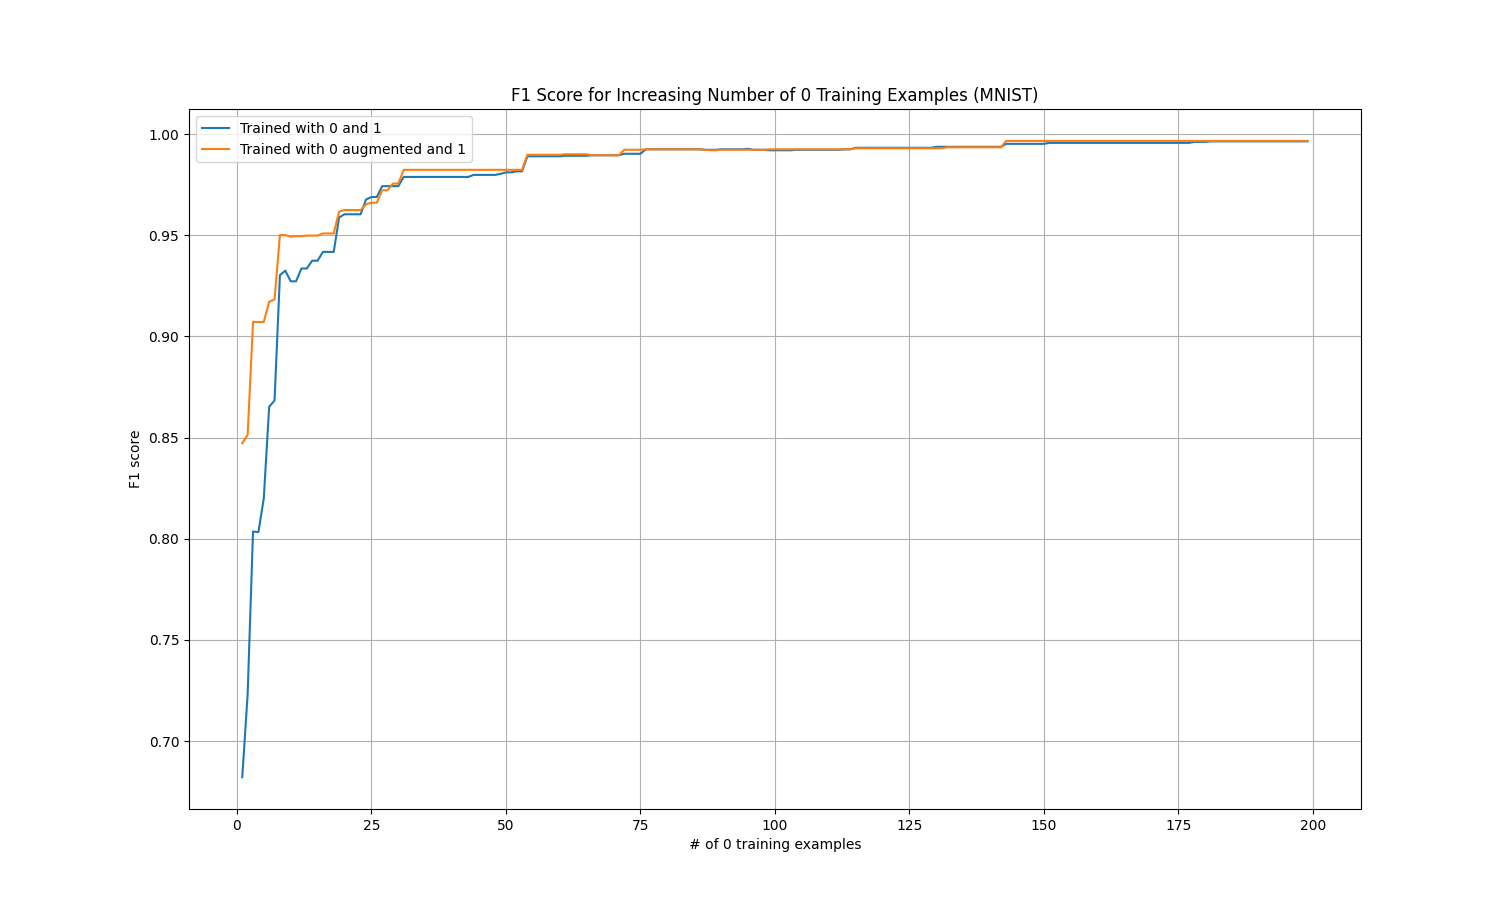 F1 Score for Increasing Number of 0 Training Examples (MNIST)
Trained with 0 and 1
Trained with 0 augmented and 1
1.00
0.95
0.90
0.85
0.80
0.75
0.70
F1 score
0 25 50 75 100 125 150 175 200
# of 0 training examples